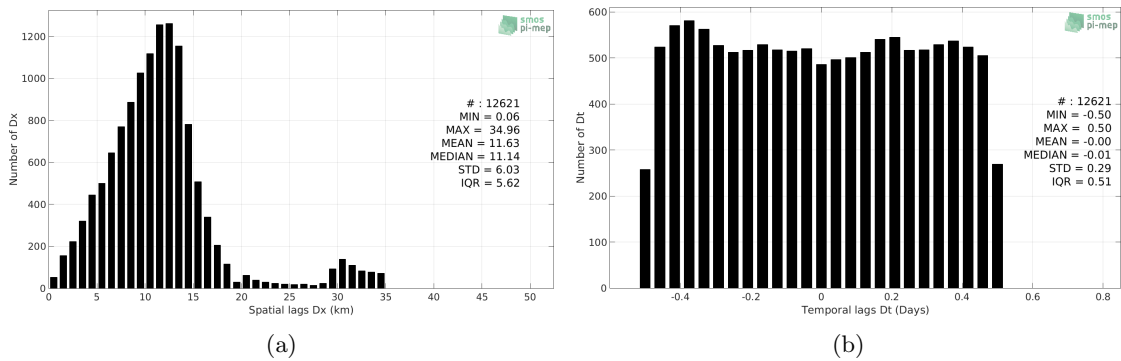 1200
1000
800
600
400
200
0
Number of Dx
0 5 10 15 20 25 30 35 40 45 50
Spatial lags Dx (km)
smos
pi-mep
# : 12621
MIN = 0.06
MAX = 34.96
MEAN = 11.63
MEDIAN = 11.14
STD = 6.03
IQR = 5.62
(a)
600
500
400
300
200
100
0
Number of Dt
-0.4 -0.2 0 0.2 0.4 0.6 0.8
Temporal lags Dt (Days)
smos
pi-mep
# : 12621
MIN = -0.50
MAX = 0.50
MEAN = -0.00
MEDIAN = -0.01
STD = 0.29
IQR = 0.51
(b)